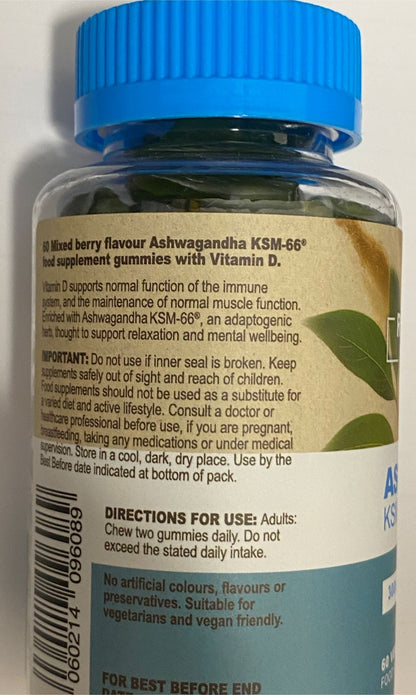 60 Mixed berry flavour Ashwagandha KSM-66®
food supplement gummies with Vitamin D.
Vitamin D supports normal function of the immune
system, and the maintenance of normal muscle function.
Enriched with Ashwagandha KSM-66®, an adaptogenic
herb, thought to support relaxation and mental wellbeing.
IMPORTANT: Do not use if inner seal is broken. Keep
supplements safely out of sight and reach of children.
Food supplements should not be used as a substitute for
a varied diet and active lifestyle. Consult a doctor or
healthcare professional before use, if you are pregnant,
breastfeeding, taking any medications or under medical
supervision. Store in a cool, dark, dry place. Use by the
Best Before date indicated at bottom of pack.
DIRECTIONS FOR USE: Adults:
Chew two gummies daily. Do not
exceed the stated daily intake.
No artificial colours, flavours or
preservatives. Suitable for
vegetarians and vegan friendly.
FOR BEST BEFORE END
060214 096089
AS
KS
60